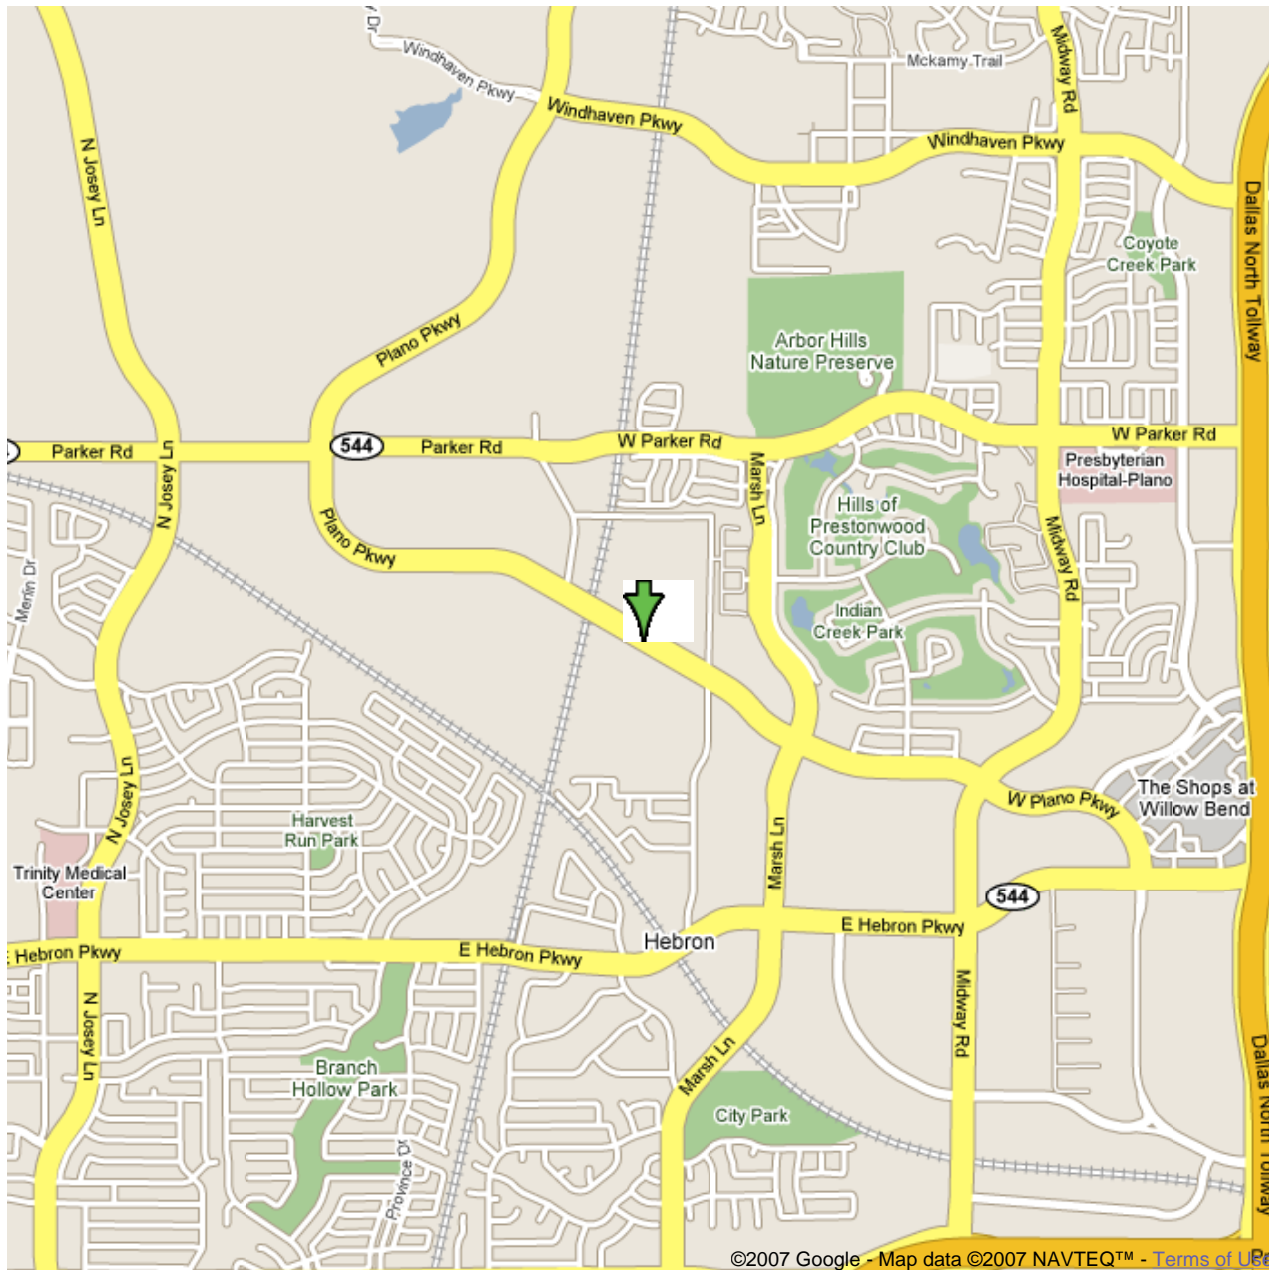 y Dr
Windhaven Pkwy
Windhaven Pkwy
Midway Rd
Mckamy Trail
Windhaven Pkwy
N Josey Ln
Dallas North Tollway
Coyote
Creek Park
Plano Pkwy
Arbor Hills
Nature Preserve
Parker Rd
544
Parker Rd
W Parker Rd
W Parker Rd
N Josey Ln
Marsh Ln
Presbyterian
Hospital-Plano
Hills of
Prestonwood
Country Club
Plano Pkwy
Midway Rd
Merlin Dr
Indian
Creek Park
N Josey Ln
The Shops at
Willow Bend
W Plano Pkwy
Harvest
Run Park
Marsh Ln
Trinity Medical
Center
544
E Hebron Pkwy
Hebron
E Hebron Pkwy
E Hebron Pkwy
N Josey Ln
Midway Rd
Marsh Ln
Dallas North Tollway
Branch
Hollow Park
City Park
Province Dr
©2007 Google - Map data ©2007 NAVTEQ™ - Terms of Use